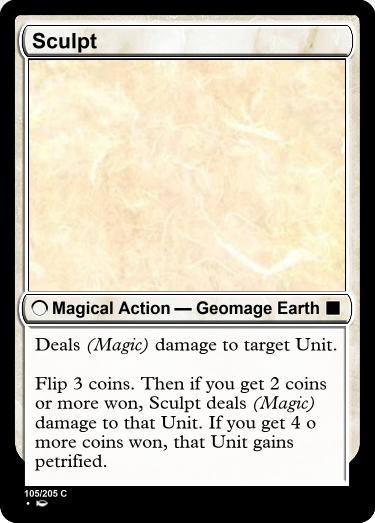 Sculpt
Magical Action — Geomage Earth
Deals (Magic) damage to target Unit.
Flip 3 coins. Then if you get 2 coins
or more won, Sculpt deals (Magic)
damage to that Unit. If you get 4 o
more coins won, that Unit gains
petrified.
105/205 C